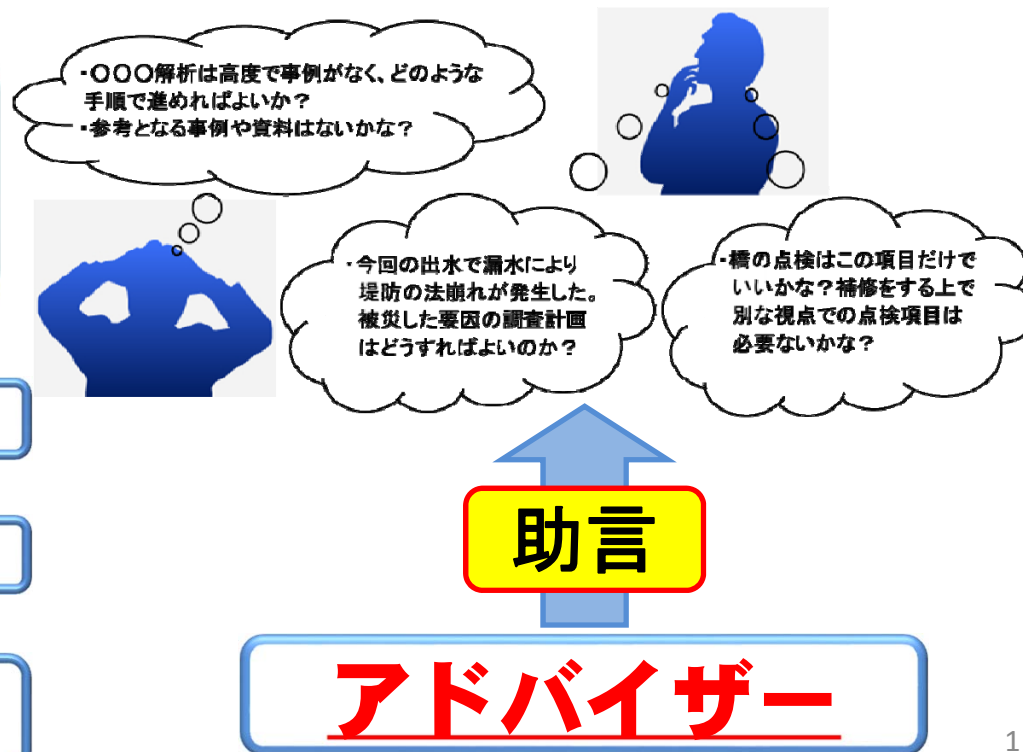 ・〇〇〇解析は高度で事例がなく、どのような
手順で進めればよいか？
・参考となる事例や資料はないかな？
・今回の出水で漏水により
堤防の法崩れが発生した。
被災した要因の調査計画
はどうすればよいのか？
・橋の点検はこの項目だけで
いいかな？補修をする上で
別な視点での点検項目は
必要ないかな？
助言
アドバイザー
1